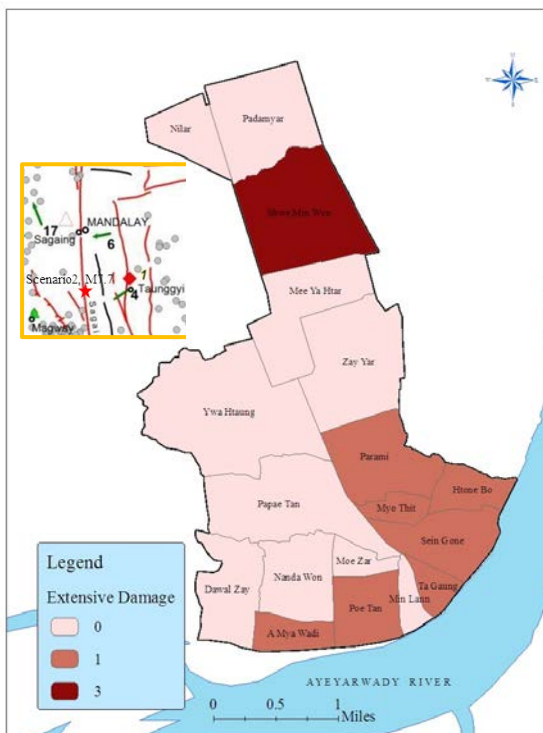 Padamyar
Nilar
Shwe Min Won
17
MANDALAY
6
Sagaing
Scenario2, M7.7
1
Taunggyi
4
Sagai
Magway
Mee Ya Htar
Zay Yar
Ywa Htaung
Parami
Htone Bo
Myo Thit
Papae Tan
Sein Gone
Moe Zar
Dawal Zay
Nanda Won
Ta Gaung
Min Lann
Poe Tan
A Mya Wadi
Legend
Extensive Damage
0
1
3
AYEYARWADY RIVER
0 0.5 1
Miles